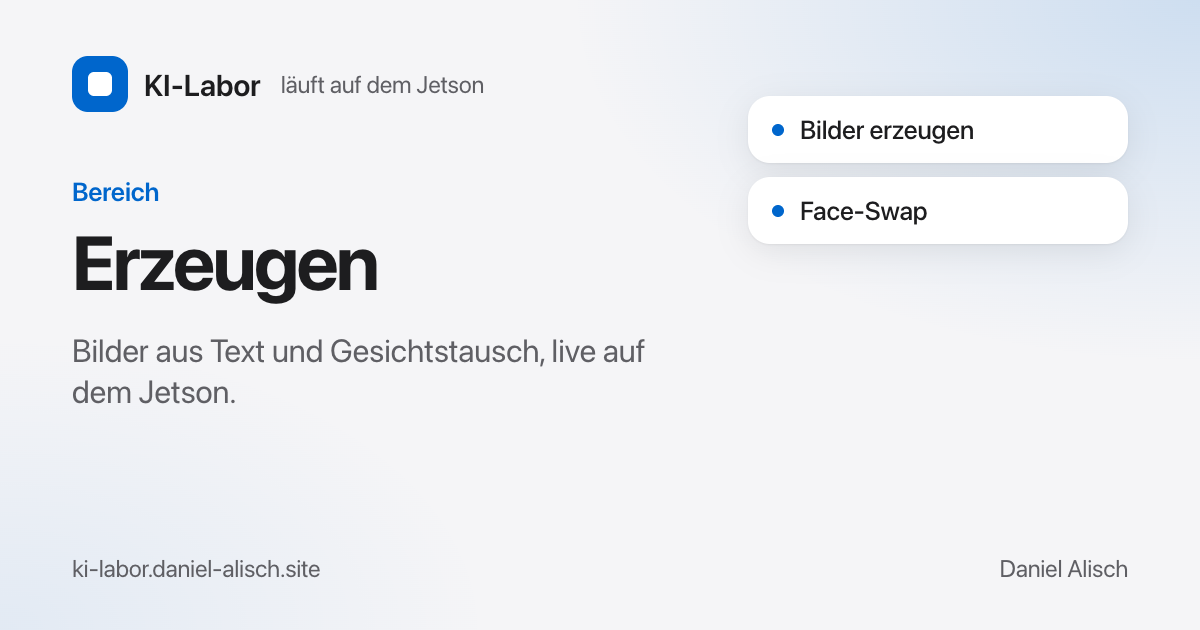 KI-Labor läuft auf dem Jetson
Bereich
Erzeugen
Bilder aus Text und Gesichtstausch, live auf
dem Jetson.
Bilder erzeugen
Face-Swap
ki-labor.daniel-alisch.site
Daniel Alisch